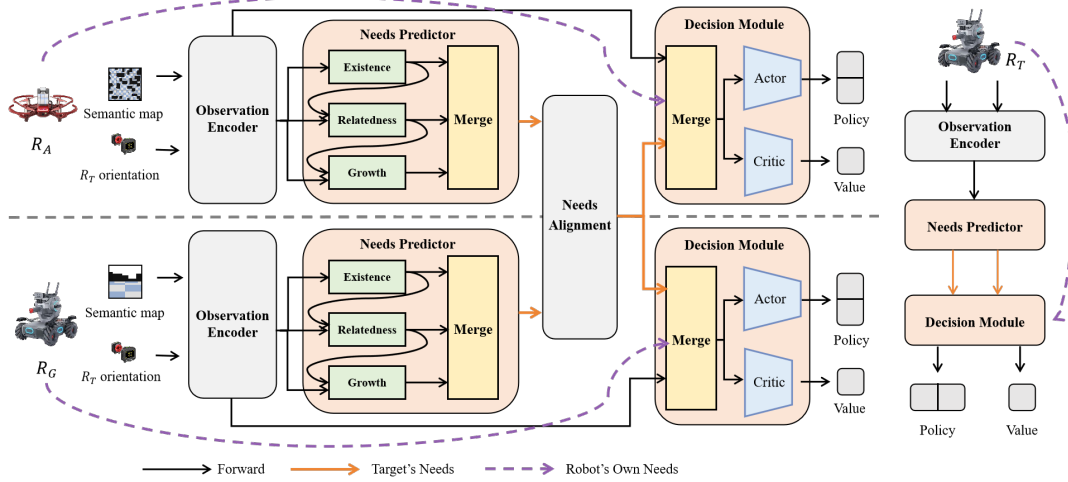 Needs Predictor
Decision Module
Existence
Relatedness
Growth
Merge
Observation
Encoder
Semantic map
R_A
R_T orientation
Merge
Actor
Critic
Policy
Value
Needs
Alignment
Needs Predictor
Decision Module
Existence
Relatedness
Growth
Merge
Observation
Encoder
Semantic map
R_G
R_T orientation
Merge
Actor
Critic
Policy
Value
R_T
Observation
Encoder
Needs Predictor
Decision Module
Policy
Value
Forward
Target's Needs
Robot's Own Needs